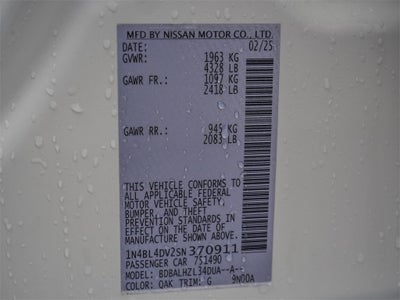 MFD BY NISSAN MOTOR CO., LTD.
DATE: 02/25
GVWR: 1963 KG
4328 LB
GAWR FR.: 1097 KG
2418 LB
GAWR RR.: 945 KG
2083 LB
THIS VEHICLE CONFORMS TO
ALL APPLICABLE FEDERAL
MOTOR VEHICLE SAFETY,
BUMPER, AND THEFT PREVENTION
STANDARDS IN EFFECT
ON THE DATE OF MANUFACTURE
SHOWN ABOVE.
1N4BL4DV2SN370911
PASSENGER CAR 751490
MODEL: BDBALHZL34DUA--A--
COLOR: QAK TRIM: G 9N00A